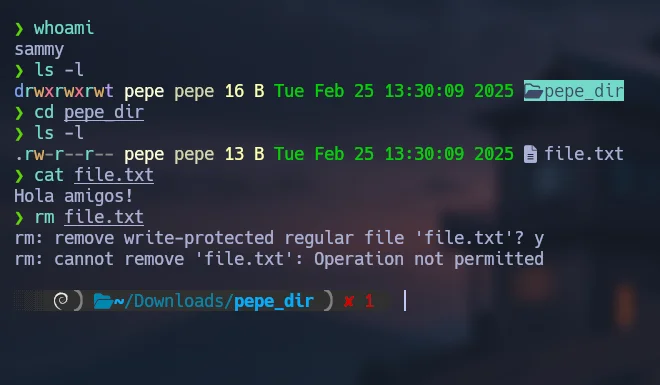 ❯ whoami
sammy
❯ ls -l
drwxrwxrwt pepe pepe 16 B Tue Feb 25 13:30:09 2025 pepe_dir
❯ cd pepe_dir
❯ ls -l
.rw-r--r-- pepe pepe 13 B Tue Feb 25 13:30:09 2025 file.txt
❯ cat file.txt
Hola amigos!
❯ rm file.txt
rm: remove write-protected regular file 'file.txt'? y
rm: cannot remove 'file.txt': Operation not permitted
~/Downloads/pepe_dir ) ✘ 1